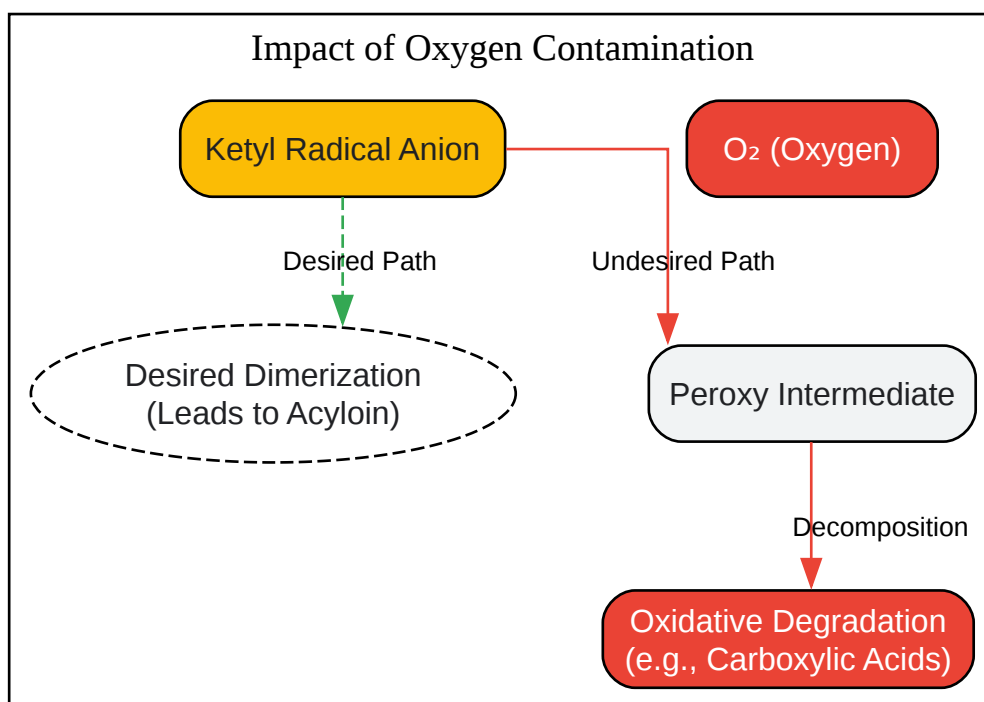 Impact of Oxygen Contamination
Ketyl Radical Anion
O₂ (Oxygen)
Desired Path
Undesired Path
Desired Dimerization
(Leads to Acyloin)
Peroxy Intermediate
Decomposition
Oxidative Degradation
(e.g., Carboxylic Acids)